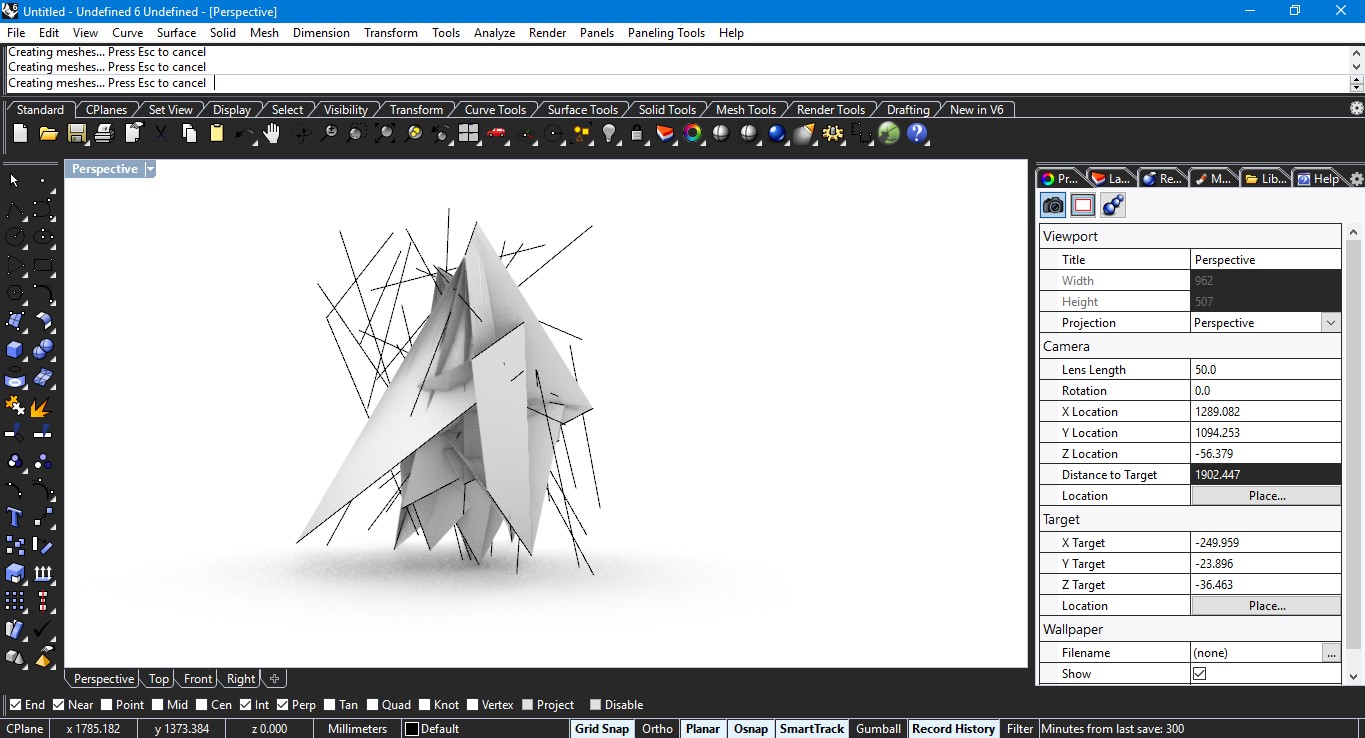 Untitled - Undefined 6 Undefined - [Perspective]
File Edit View Curve Surface Solid Mesh Dimension Transform Tools Analyze Render Panels Paneling Tools Help
Creating meshes... Press Esc to cancel
Creating meshes... Press Esc to cancel
Creating meshes... Press Esc to cancel
Standard CPlanes Set View Display Select Visibility Transform Curve Tools Surface Tools Solid Tools Mesh Tools Render Tools Drafting New in V6
Perspective
Pr... La... Re... M... Lib... Help
Viewport
Title Perspective
Width 962
Height 507
Projection Perspective
Camera
Lens Length 50.0
Rotation 0.0
X Location 1289.082
Y Location 1094.253
Z Location -56.379
Distance to Target 1902.447
Location Place...
Target
X Target -249.959
Y Target -23.896
Z Target -36.463
Location Place...
Wallpaper
Filename (none) ...
Show
Perspective Top Front Right
End Near Point Mid Cen Int Perp Tan Quad Knot Vertex Project Disable
CPlane x 1785.182 y 1373.384 z 0.000 Millimeters Default Grid Snap Ortho Planar Osnap SmartTrack Gumball Record History Filter Minutes from last save: 300